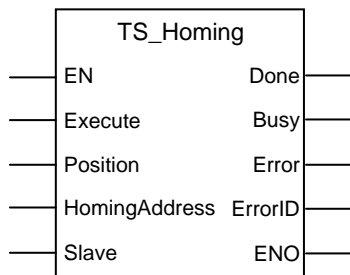 TS_Homing
EN Done
Execute Busy
Position Error
HomingAddress ErrorID
Slave ENO